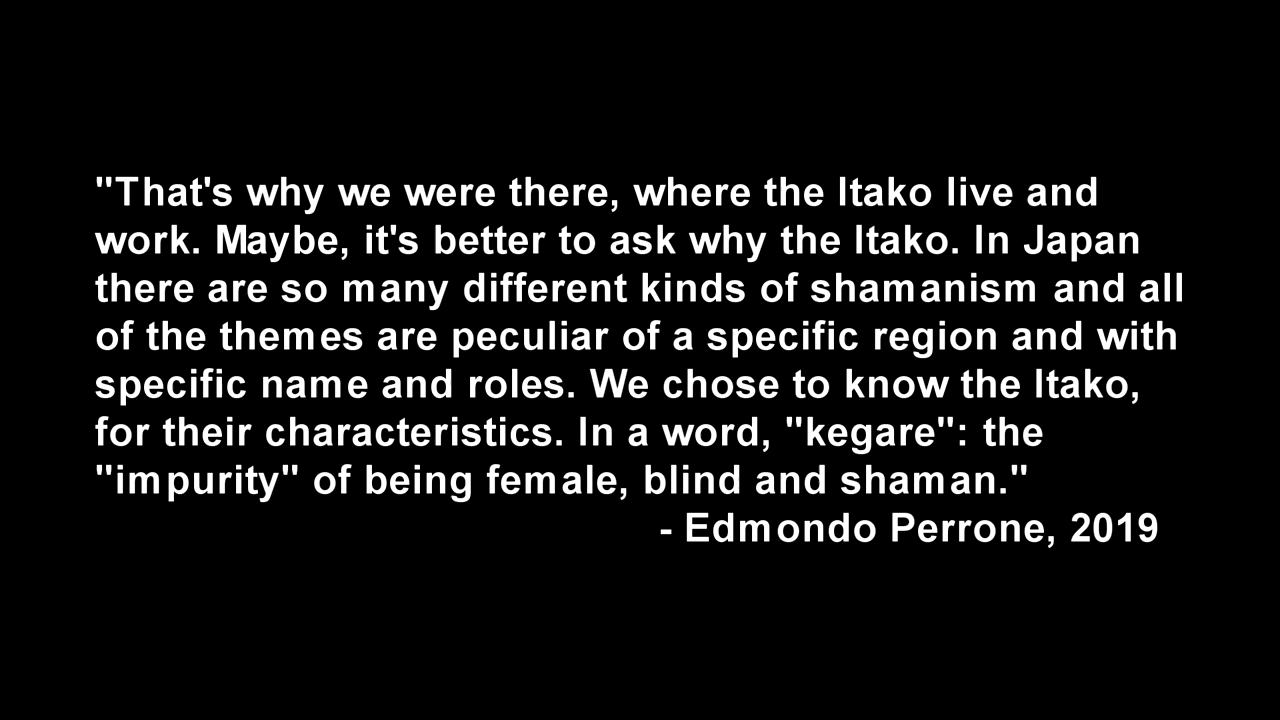 "That's why we were there, where the Itako live and
work. Maybe, it's better to ask why the Itako. In Japan
there are so many different kinds of shamanism and all
of the themes are peculiar of a specific region and with
specific name and roles. We chose to know the Itako,
for their characteristics. In a word, "kegare": the
"impurity" of being female, blind and shaman."
- Edmondo Perrone, 2019